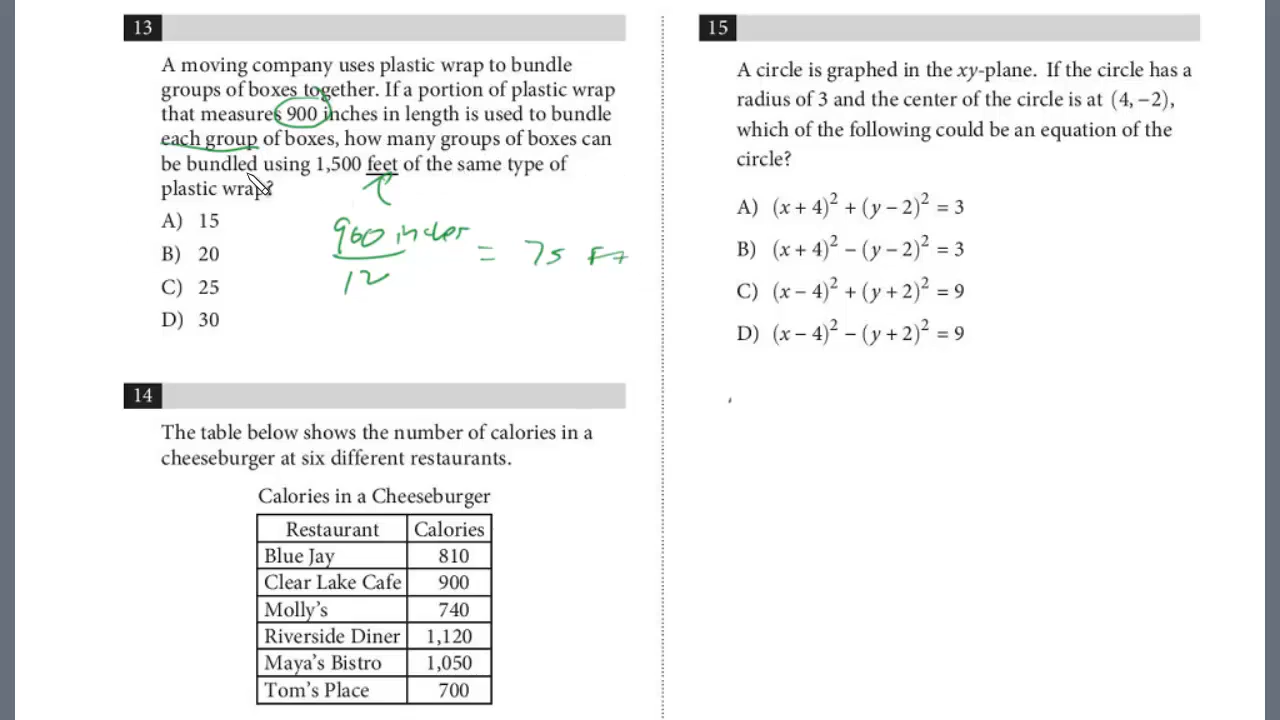 13
A moving company uses plastic wrap to bundle
groups of boxes together. If a portion of plastic wrap
that measures 900 inches in length is used to bundle
each group of boxes, how many groups of boxes can
be bundled using 1,500 feet of the same type of
plastic wrap?
A) 15
B) 20
C) 25
D) 30
900 inches
12
= 75 Ft
14
The table below shows the number of calories in a
cheeseburger at six different restaurants.
Calories in a Cheeseburger
Restaurant Calories
Blue Jay 810
Clear Lake Cafe 900
Molly's 740
Riverside Diner 1,120
Maya's Bistro 1,050
Tom's Place 700
15
A circle is graphed in the xy-plane. If the circle has a
radius of 3 and the center of the circle is at (4, −2),
which of the following could be an equation of the
circle?
A) (x + 4)² + (y − 2)² = 3
B) (x + 4)² − (y − 2)² = 3
C) (x − 4)² + (y + 2)² = 9
D) (x − 4)² − (y + 2)² = 9